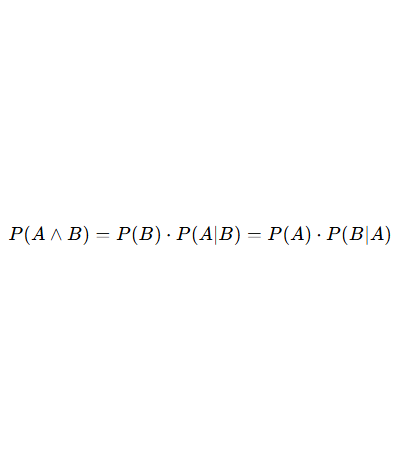 P(A ∧ B) = P(B) · P(A|B) = P(A) · P(B|A)